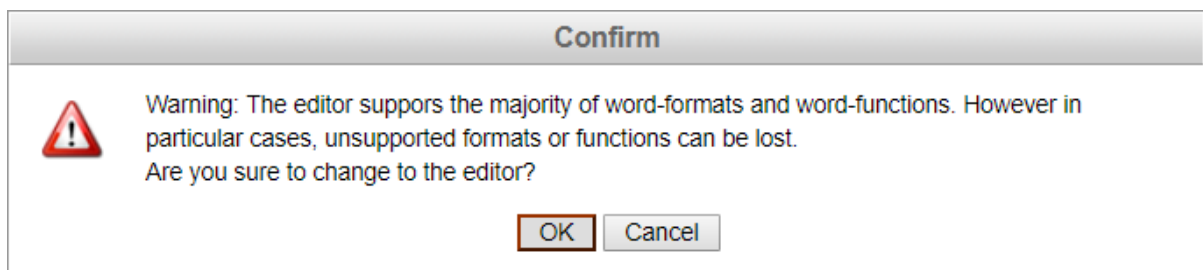 Confirm
Warning: The editor suppors the majority of word-formats and word-functions. However in
particular cases, unsupported formats or functions can be lost.
Are you sure to change to the editor?
OK Cancel